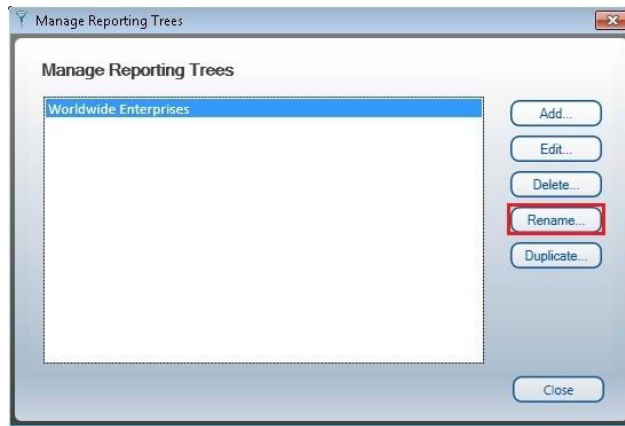 Manage Reporting Trees
Manage Reporting Trees
Worldwide Enterprises
Add...
Edit...
Delete...
Rename...
Duplicate...
Close